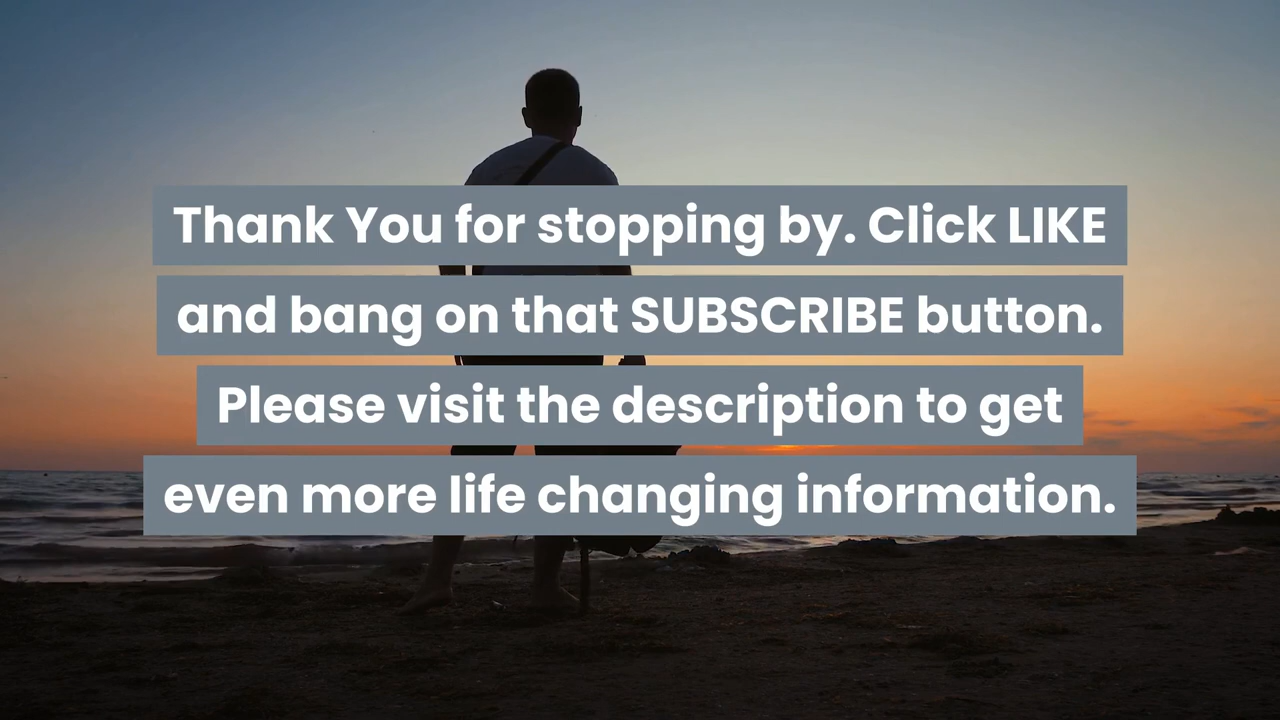 Thank You for stopping by. Click LIKE
and bang on that SUBSCRIBE button.
Please visit the description to get
even more life changing information.